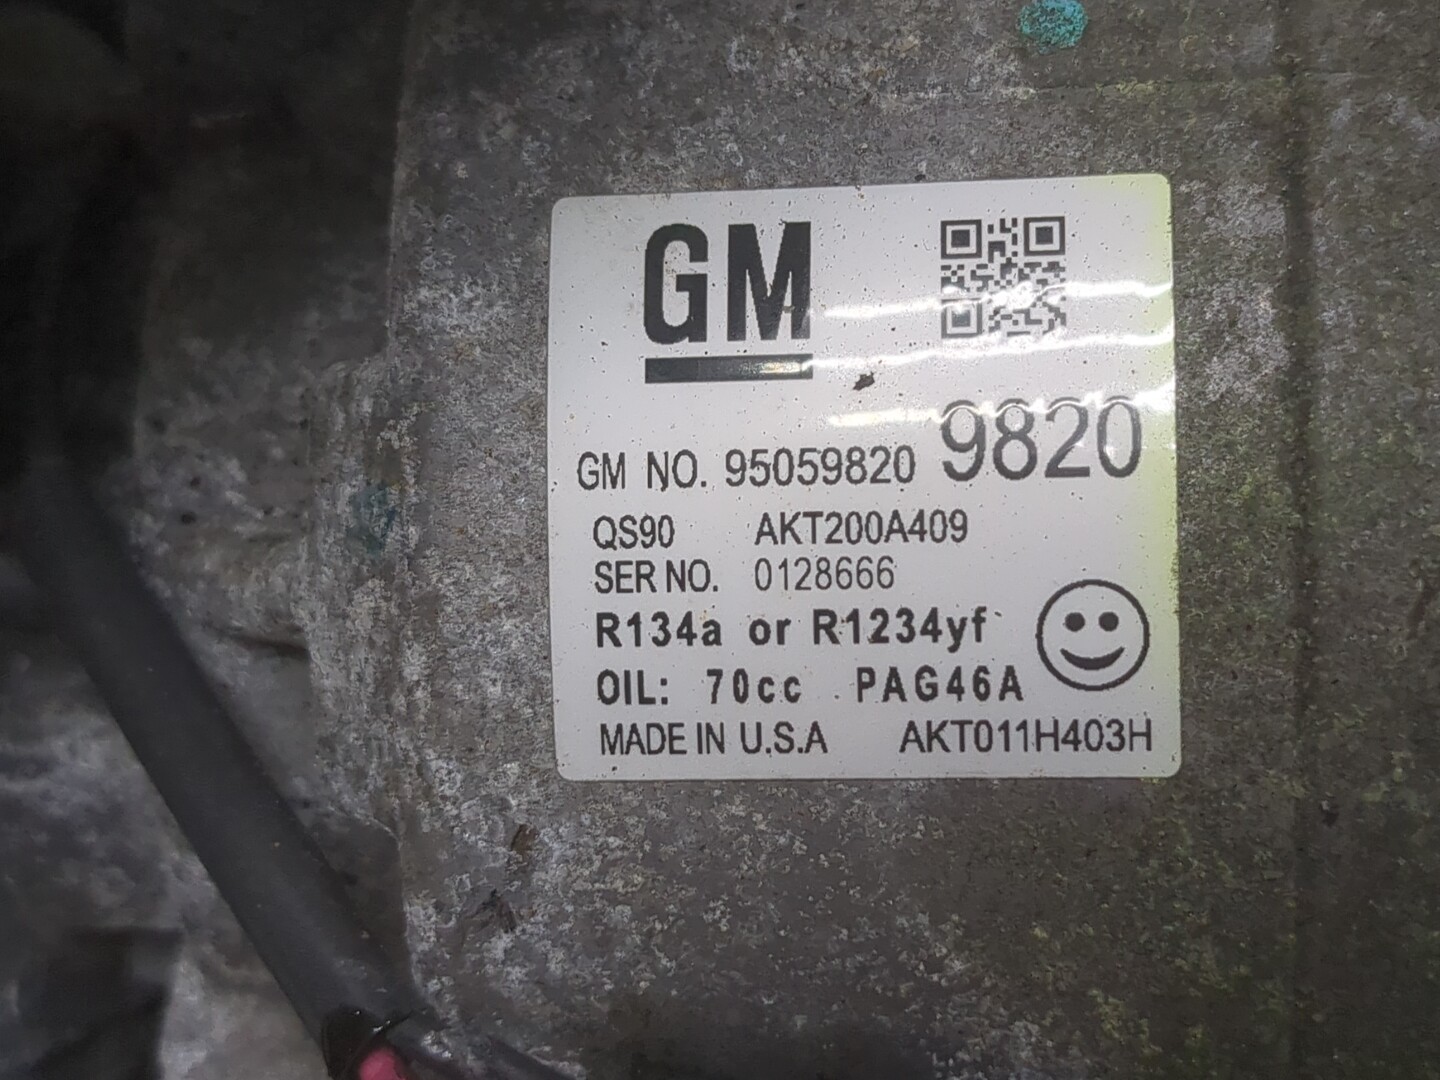 GM
GM NO. 95059820 9820
QS90 AKT200A409
SER NO. 0128666
R134a or R1234yf
OIL: 70cc PAG46A
MADE IN U.S.A AKT011H403H